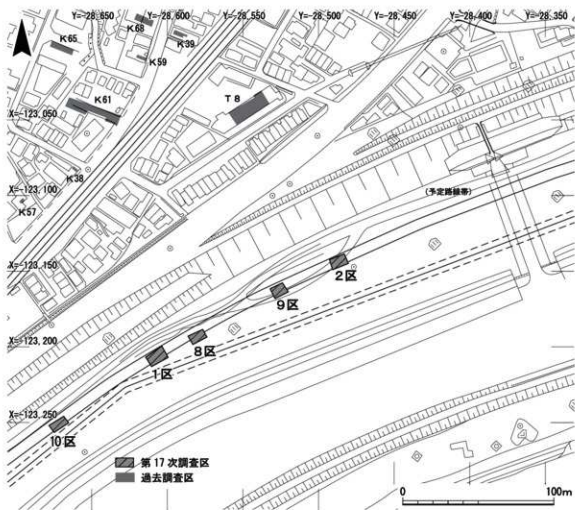 Y=-28,650 Y=-28,600 Y=-28,550 Y=-28,500 Y=-28,450 Y=-28,400 Y=-28,350
K68
K39
K65
K59
K61
T8
X=-123,050
K38
X=-123,100
K57
(予定路線帯)
X=-123,150
2区
9区
X=-123,200
8区
1区
X=-123,250
10区
第17次調査区
過去調査区
0 100m